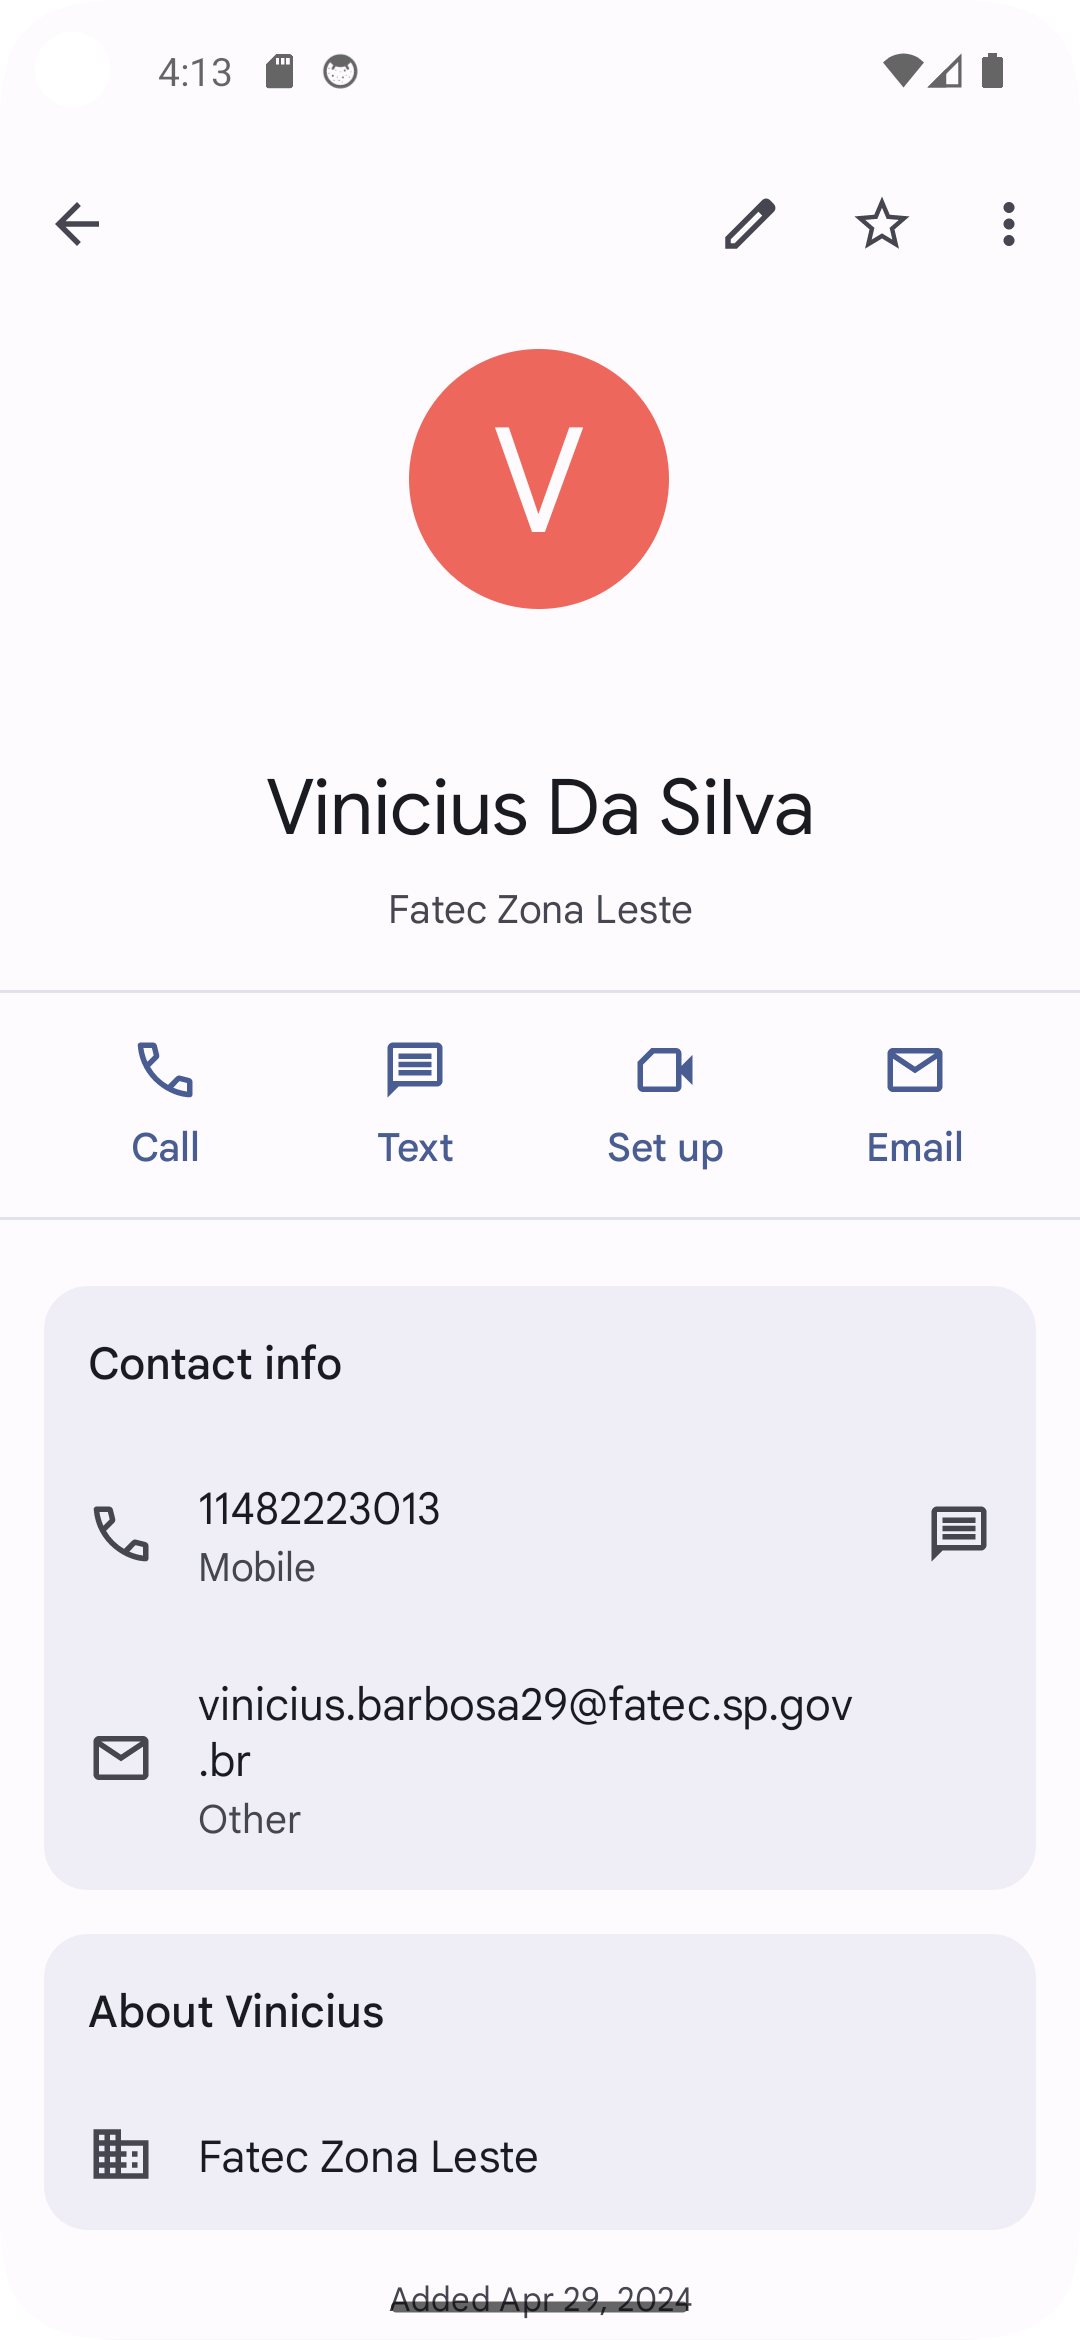 4:13
V
Vinicius Da Silva
Fatec Zona Leste
Call
Text
Set up
Email
Contact info
11482223013
Mobile
vinicius.barbosa29@fatec.sp.gov
.br
Other
About Vinicius
Fatec Zona Leste
Added Apr 29, 2024